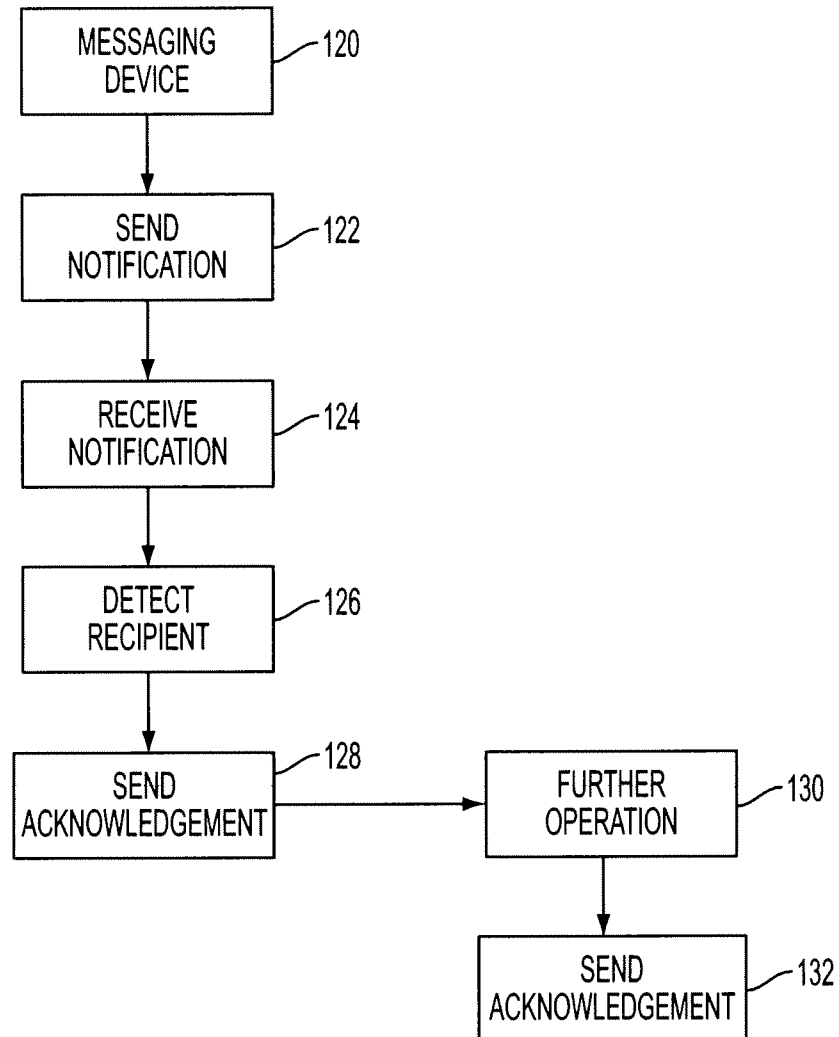 MESSAGING
DEVICE
120
SEND
NOTIFICATION
122
RECEIVE
NOTIFICATION
124
DETECT
RECIPIENT
126
SEND
ACKNOWLEDGEMENT
128
FURTHER
OPERATION
130
SEND
ACKNOWLEDGEMENT
132